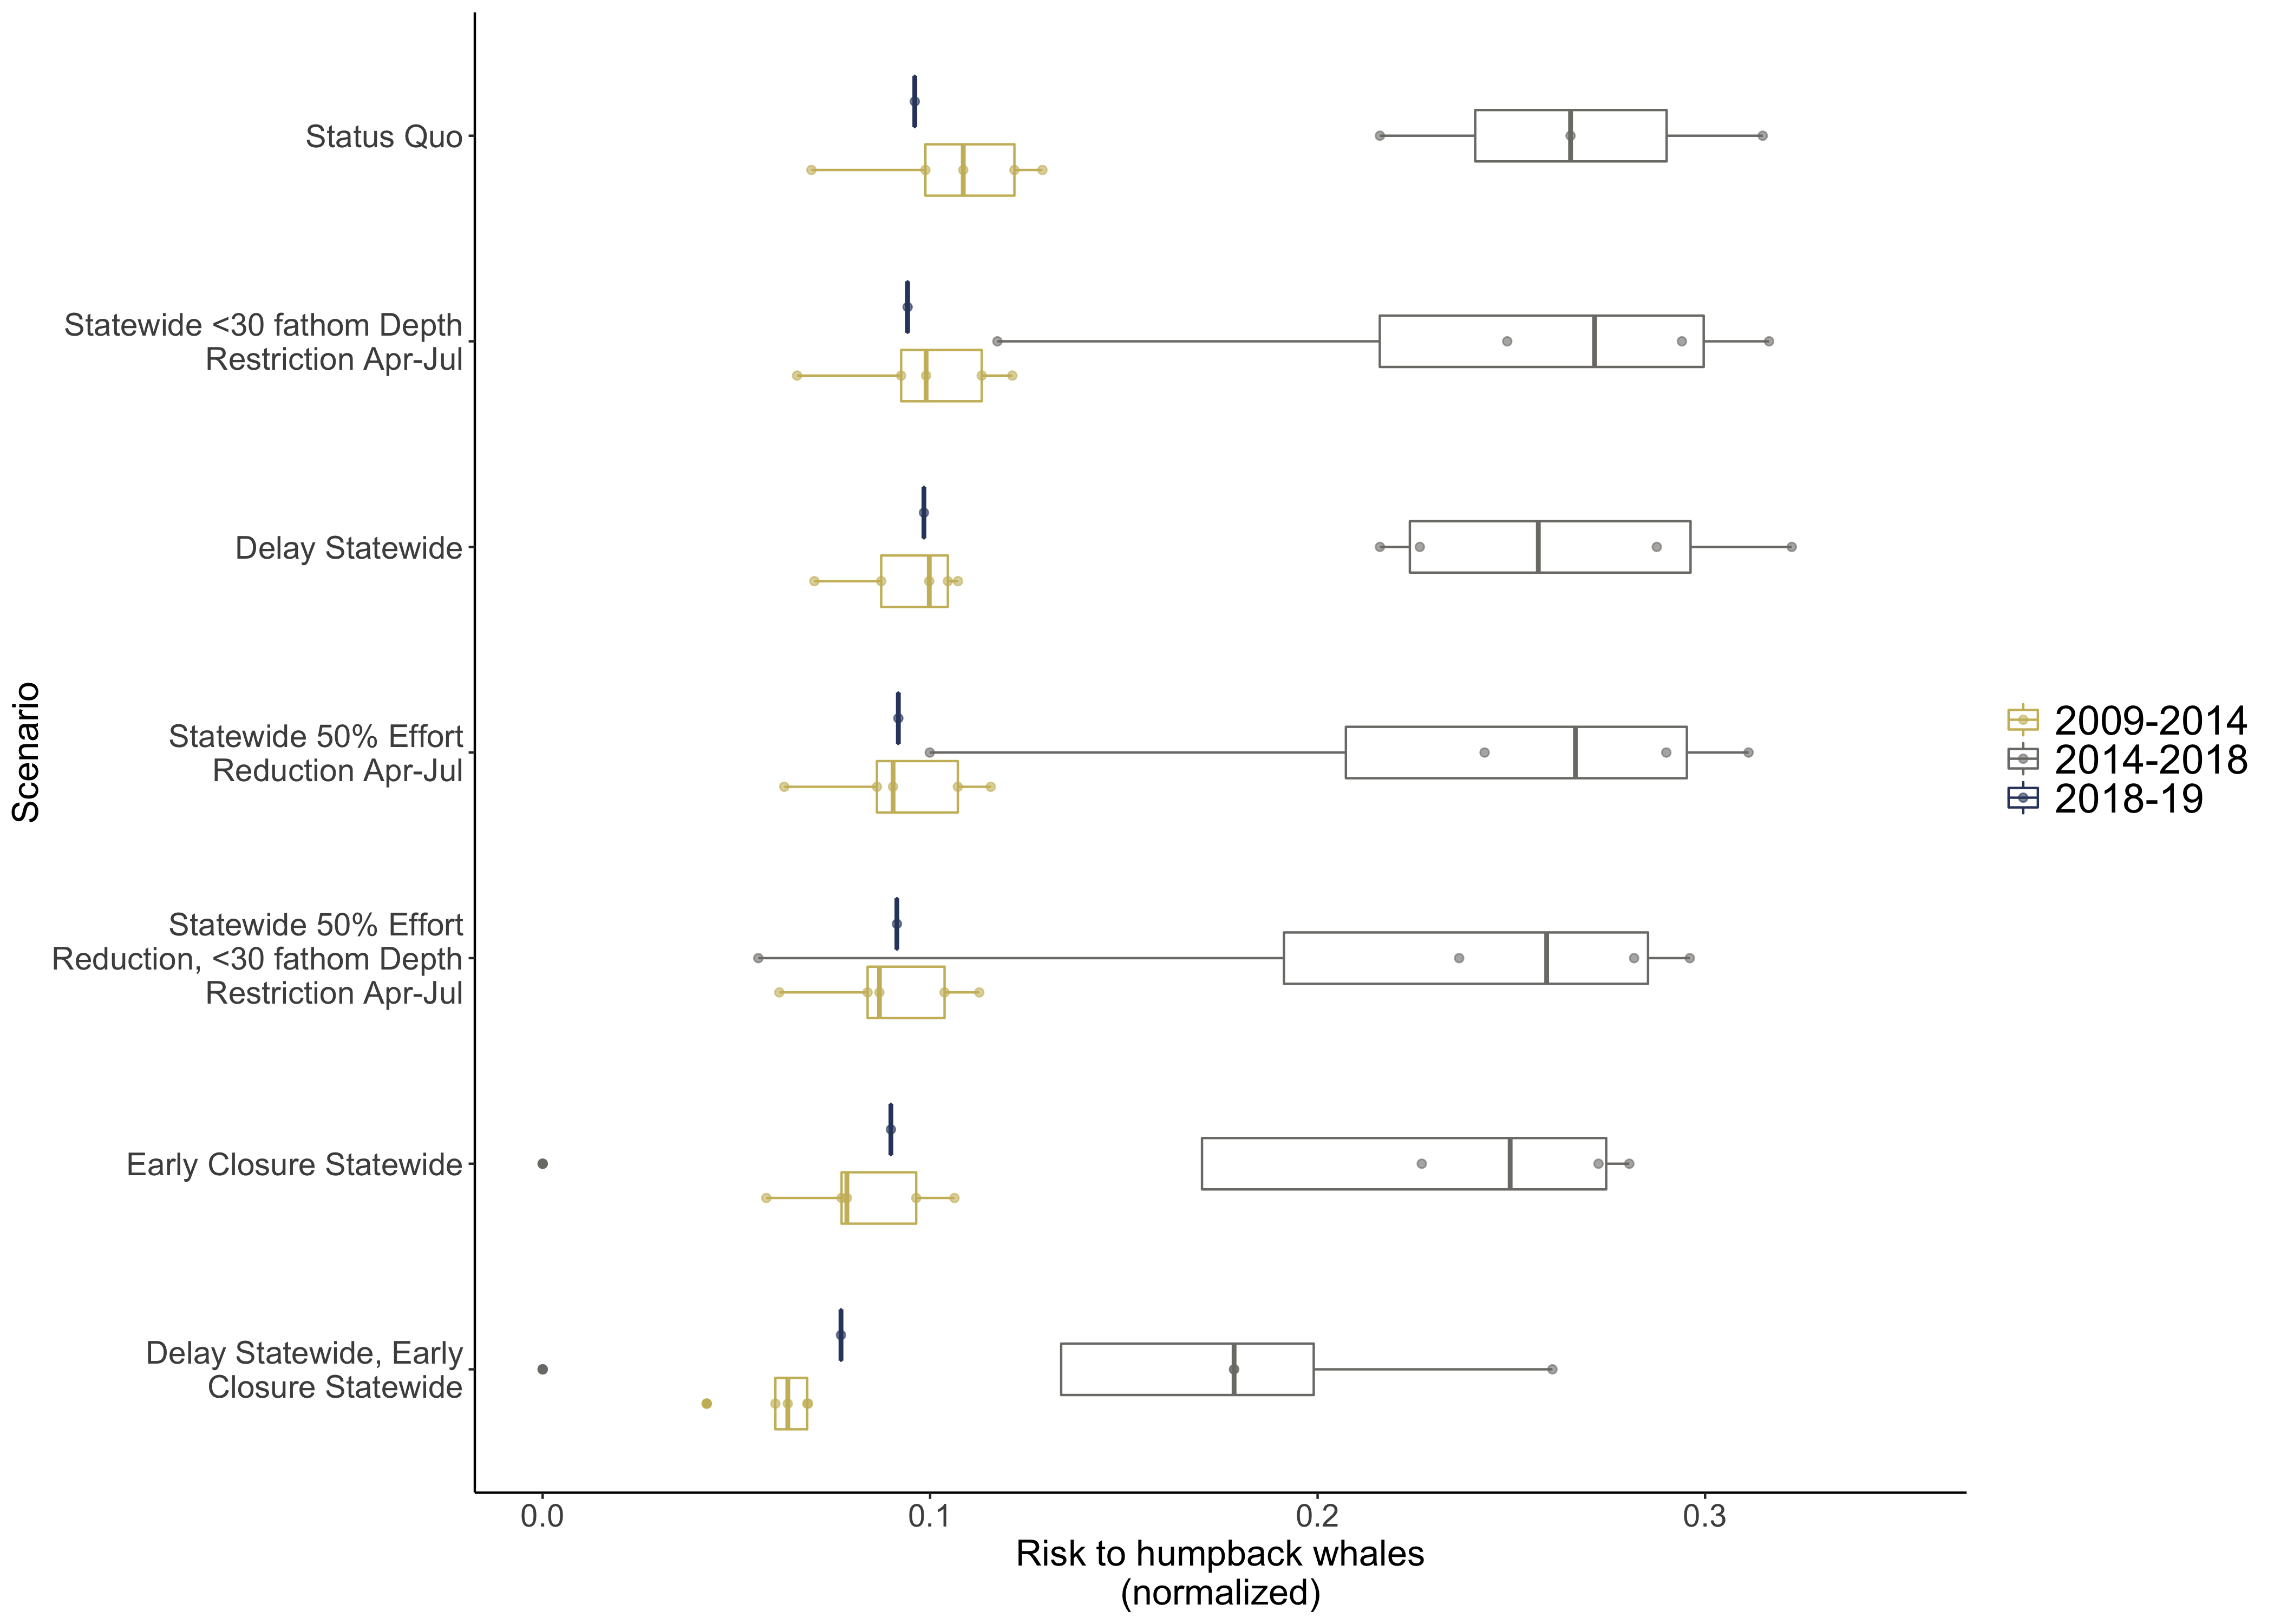 Scenario
Status Quo
Statewide <30 fathom Depth
Restriction Apr-Jul
Delay Statewide
Statewide 50% Effort
Reduction Apr-Jul
Statewide 50% Effort
Reduction, <30 fathom Depth
Restriction Apr-Jul
Early Closure Statewide
Delay Statewide, Early
Closure Statewide
0.0
0.1
0.2
0.3
Risk to humpback whales
(normalized)
2009-2014
2014-2018
2018-19